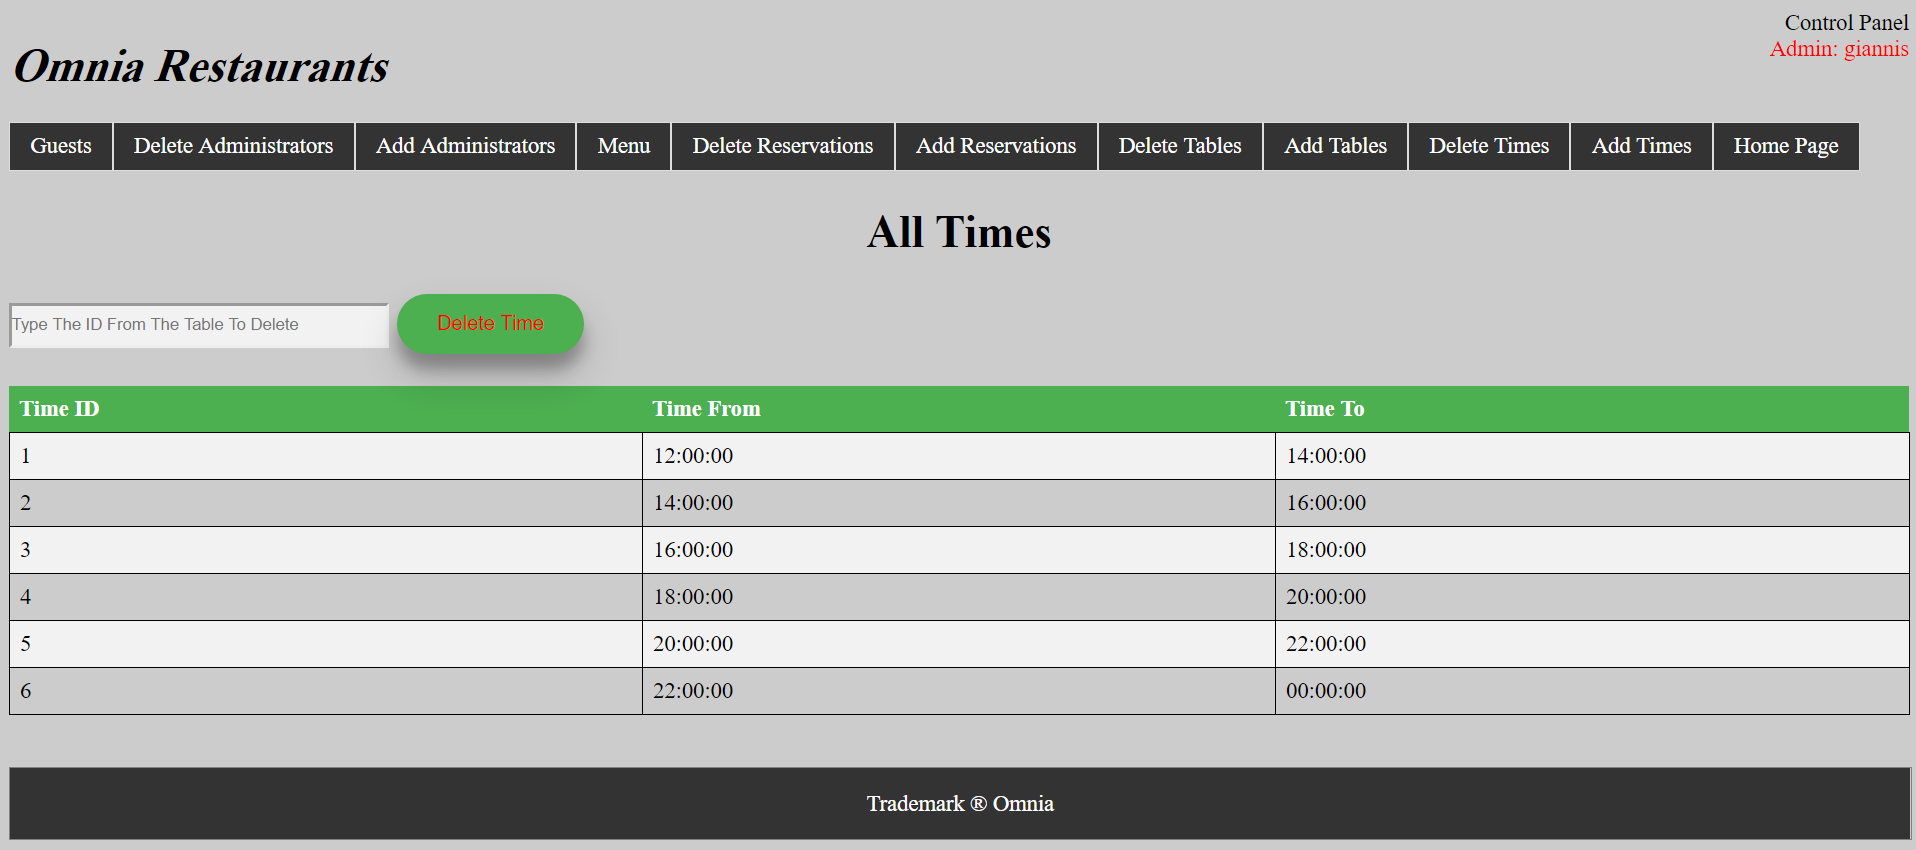 Control Panel
Admin: giannis
Omnia Restaurants
Guests Delete Administrators Add Administrators Menu Delete Reservations Add Reservations Delete Tables Add Tables Delete Times Add Times Home Page
All Times
Type The ID From The Table To Delete Delete Time
Time ID Time From Time To
1 12:00:00 14:00:00
2 14:00:00 16:00:00
3 16:00:00 18:00:00
4 18:00:00 20:00:00
5 20:00:00 22:00:00
6 22:00:00 00:00:00
Trademark ® Omnia